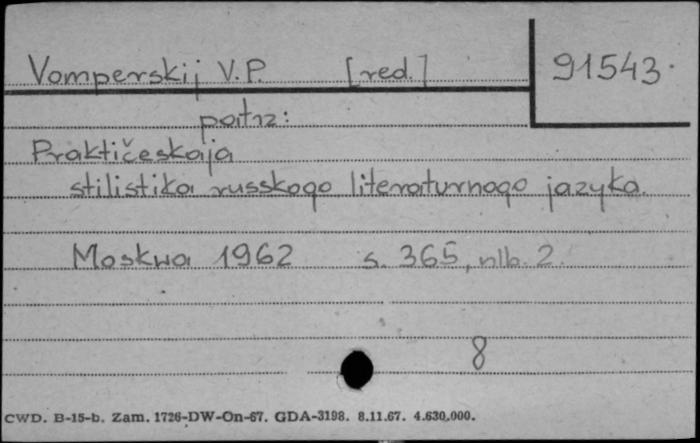 Vomperskij V.P. [red.] 91543.
patrz:
Praktičeskaja
stilistika russkogo literaturnogo jazyka.
Moskwa 1962 s. 365, nlb. 2.
8
CWD. B-15-b. Zam. 1726-DW-On-67. GDA-3198. 8.11.67. 4.630.000.